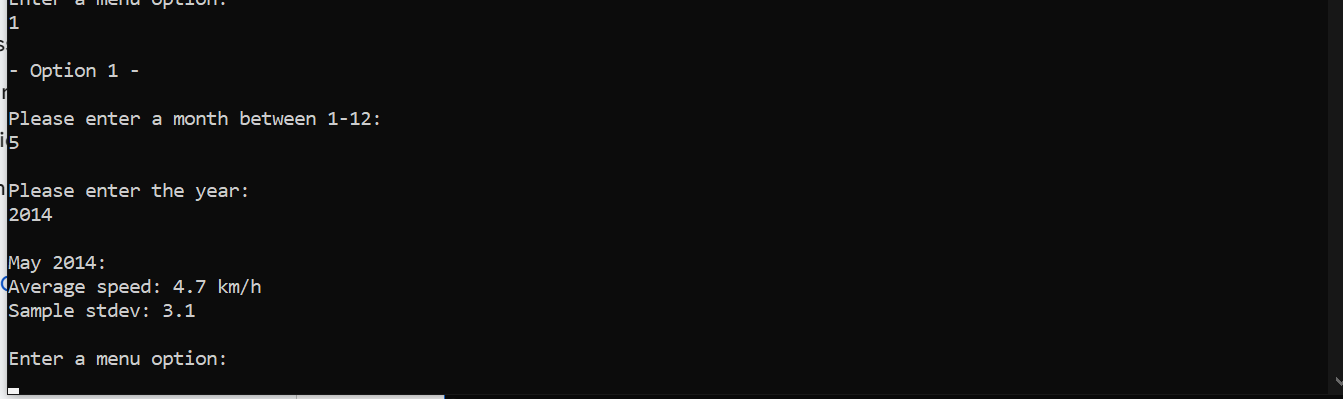 Enter a menu option:
1
- Option 1 -
Please enter a month between 1-12:
5
Please enter the year:
2014
May 2014:
Average speed: 4.7 km/h
Sample stdev: 3.1
Enter a menu option: